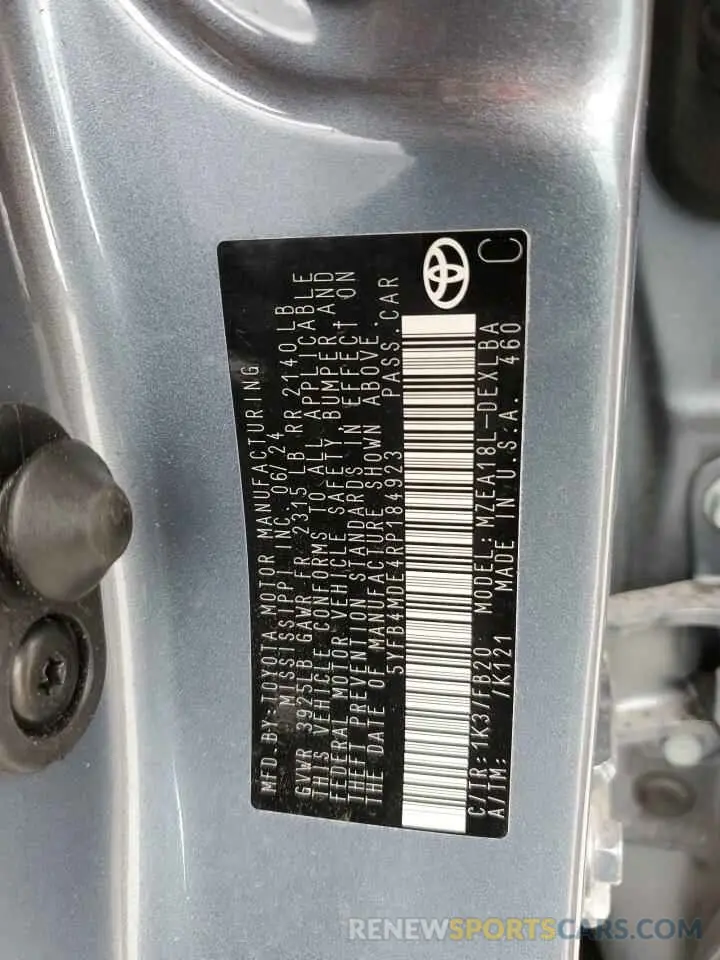 MFD.BY:TOYOTA MOTOR MANUFACTURING
MISSISSIPPI INC. 06/24
GVWR 3925LB GAWR FR 2315 LB RR 2140LB
THIS VEHICLE CONFORMS TO ALL APPLICABLE
FEDERAL MOTOR VEHICLE SAFETY BUMPER AND
THEFT PREVENTION STANDARDS IN EFFECT ON
THE DATE OF MANUFACTURE SHOWN ABOVE.
5YFB4MDE4RP184923 PASS. CAR
C
C/TR:1K3/FB20 MODEL:MZEA18L-DEXLBA
A/TM: /K121 MADE IN U.S.A. 460
RENEWSPORTSCARS.COM